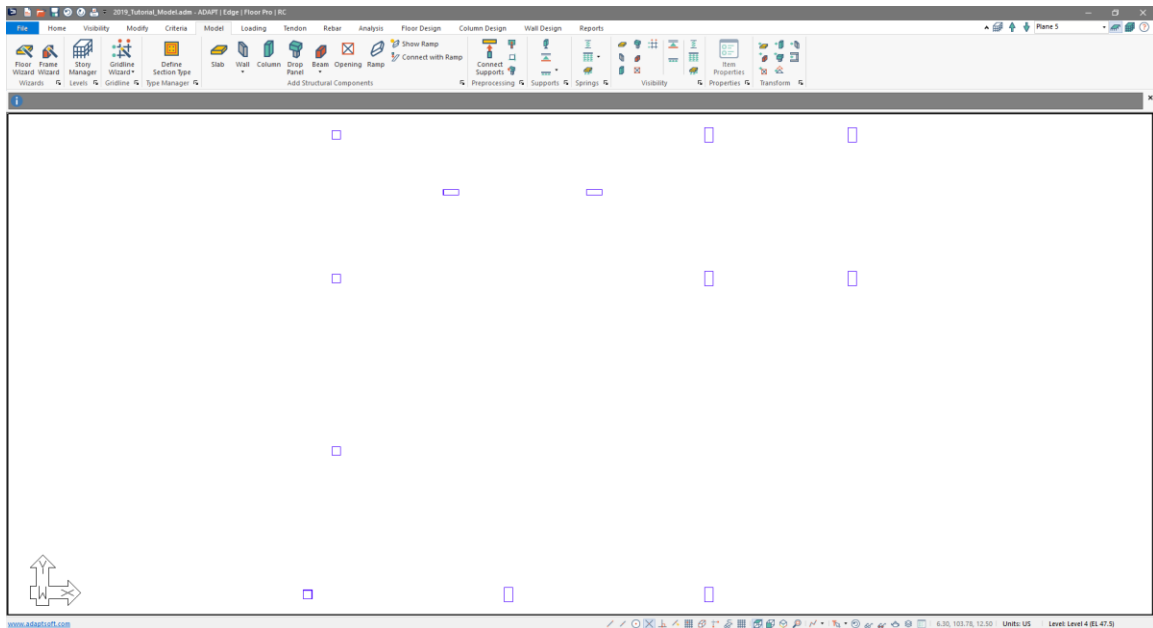 2019_Tutorial_Model.adm - ADAPT | Edge | Floor Pro | RC
File Home Visibility Modify Criteria Model Loading Tendon Rebar Analysis Floor Design Column Design Wall Design Reports Plane 5
Floor Wizard Frame Wizard Story Manager Gridline Wizard Define Section Type Slab Wall Column Drop Panel Beam Opening Ramp Show Ramp Connect with Ramp Connect Supports Item Properties
Wizards Levels Gridline Type Manager Add Structural Components Preprocessing Supports Springs Visibility Properties Transform
Y
W X
www.adaptsoft.com 6.30, 103.78, 12.50 Units: US Level: Level 4 (EL 47.5)